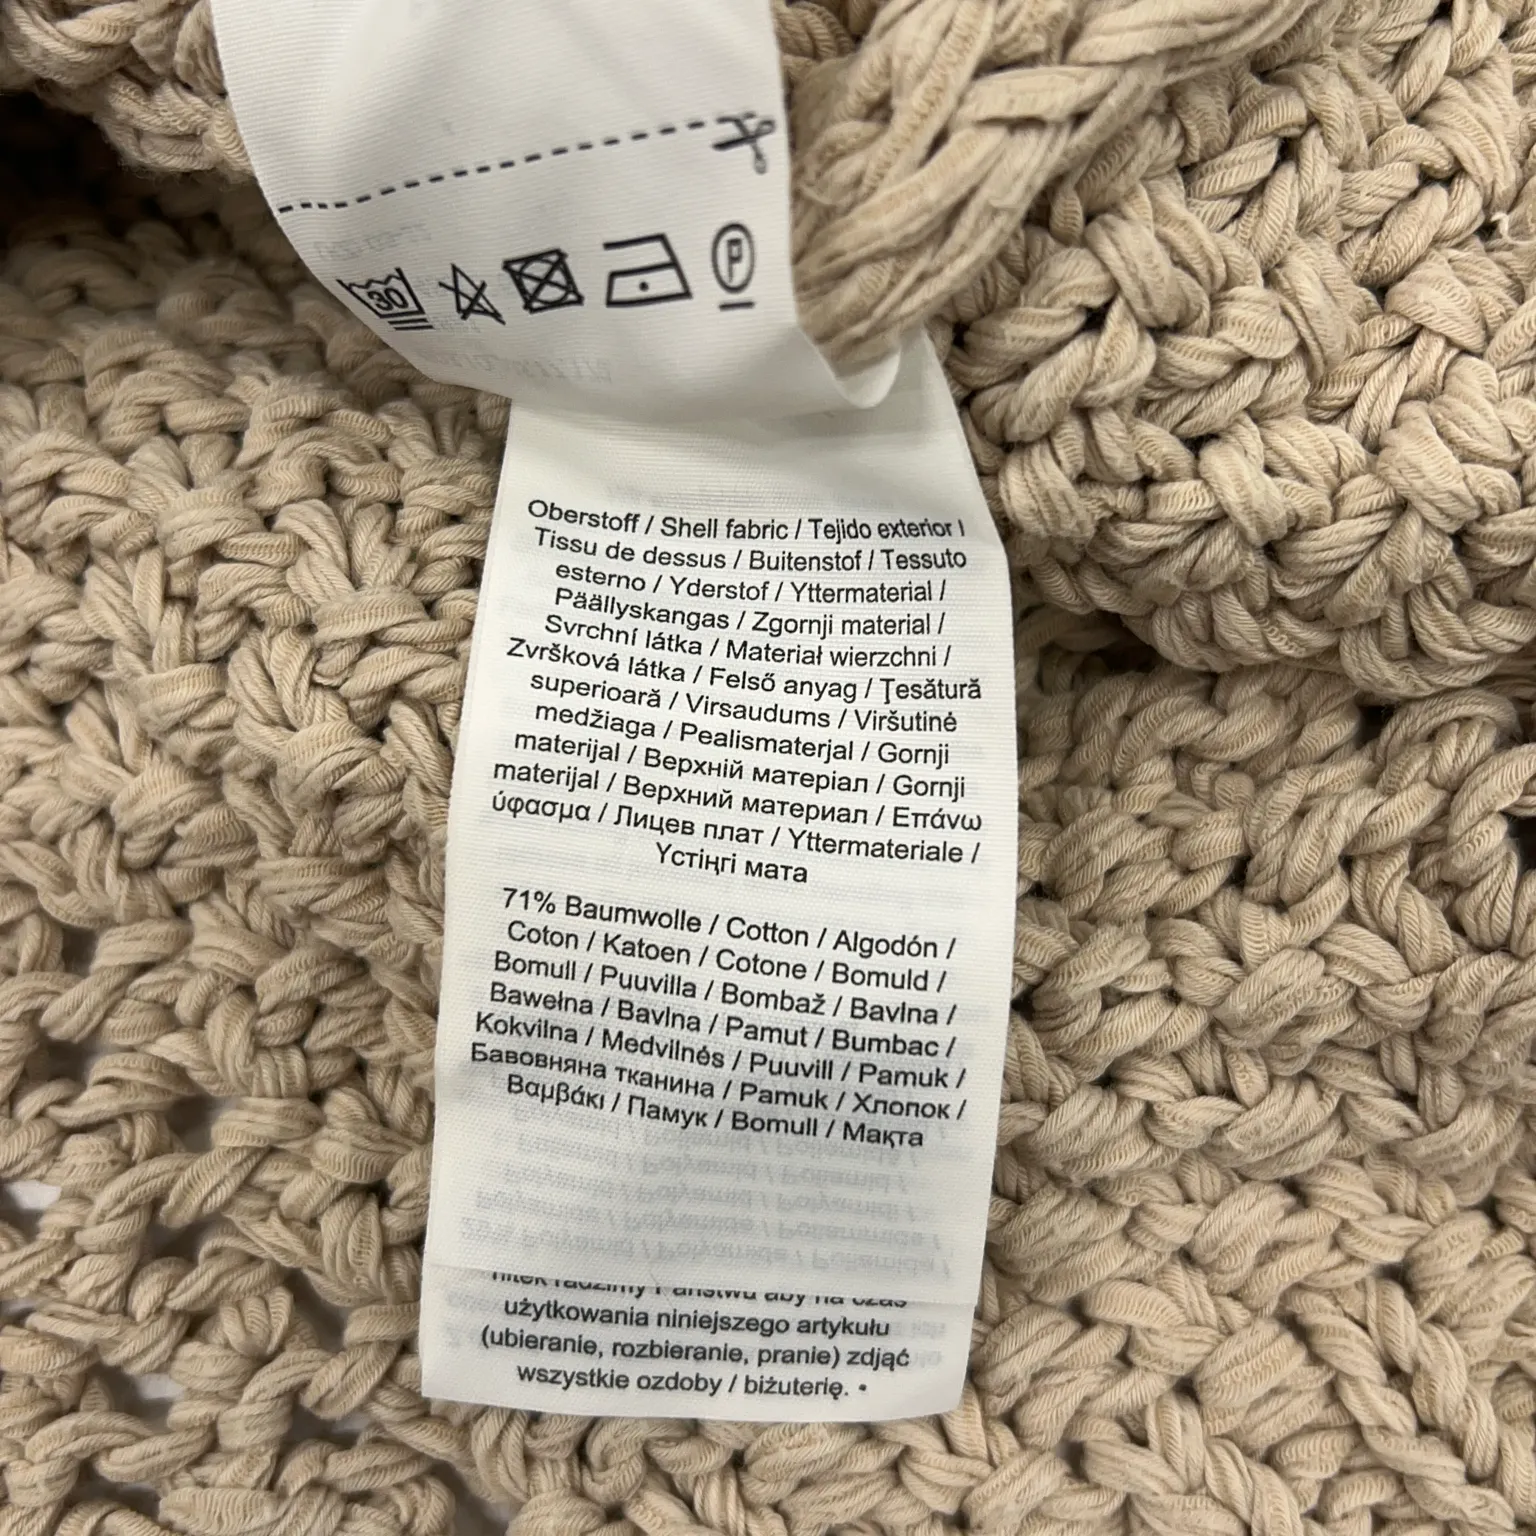 30
P
Oberstoff / Shell fabric / Tejido exterior /
Tissu de dessus / Buitenstof / Tessuto
esterno / Yderstof / Yttermaterial /
Päällyskangas / Zgornji material /
Svrchní látka / Materiał wierzchni /
Zvršková látka / Felső anyag / Ţesătură
superioară / Virsaudums / Viršutinė
medžiaga / Pealismaterjal / Gornji
materijal / Верхній матеріал / Gornji
materijal / Верхний материал / Επάνω
ύφασμα / Лицев плат / Yttermateriale /
Үстіңгі мата
71% Baumwolle / Cotton / Algodón /
Coton / Katoen / Cotone / Bomuld /
Bomull / Puuvilla / Bombaž / Bavlna /
Bawełna / Bavlna / Pamut / Bumbac /
Kokvilna / Medvilnės / Puuvill / Pamuk /
Бавовняна тканина / Pamuk / Хлопок /
Βαμβάκι / Памук / Bomull / Мақта
użytkowania niniejszego artykułu
(ubieranie, rozbieranie, pranie) zdjąć
wszystkie ozdoby / biżuterię. •